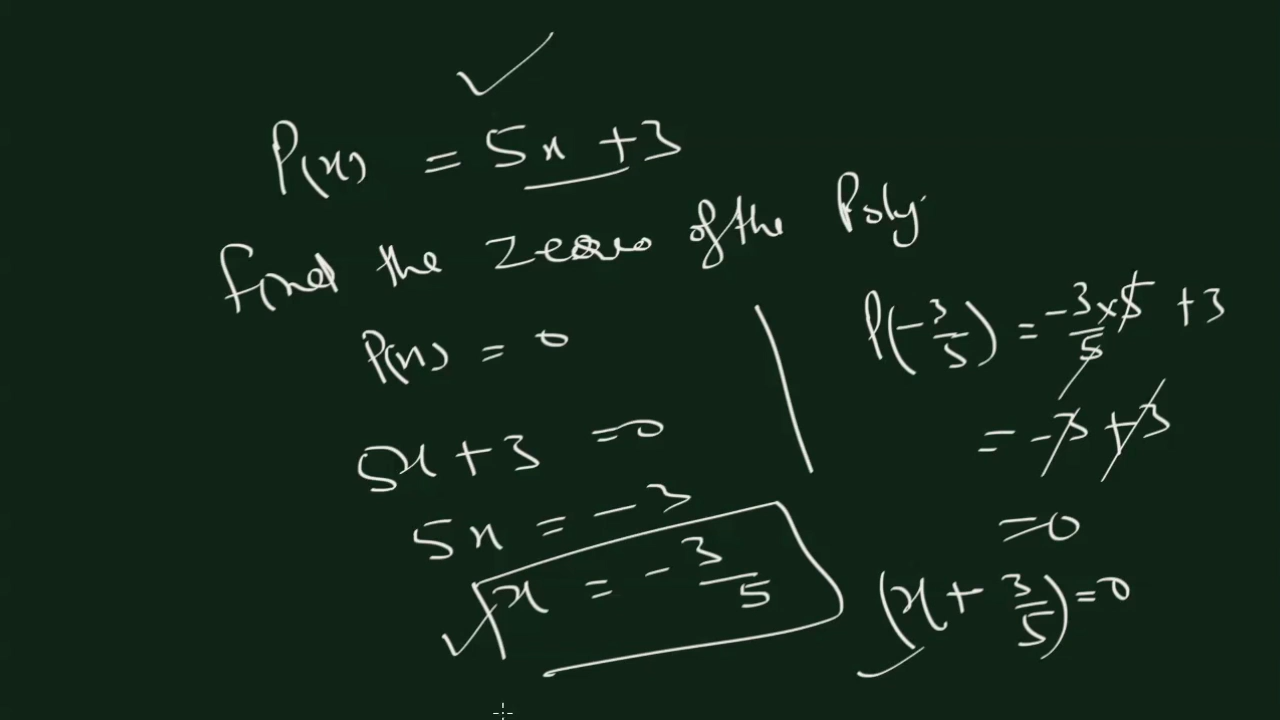 P(x) = 5x + 3
Find the zeros of the Poly
P(x) = 0
5x + 3 = 0
5x = -3
x = -3/5
P(-3/5) = -3/5 × 5 + 3
= -3 + 3
= 0
(x + 3/5) = 0